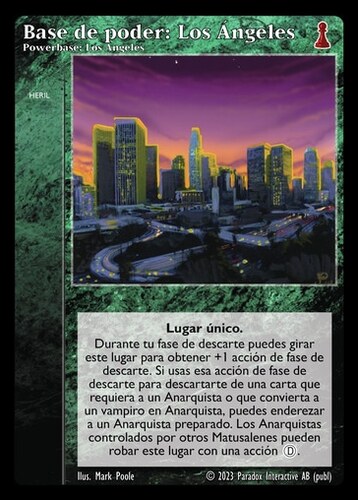 Base de poder: Los Ángeles
Powerbase: Los Angeles
HERIL
Lugar único.
Durante tu fase de descarte puedes girar
este lugar para obtener +1 acción de fase de
descarte. Si usas esa acción de fase de
descarte para descartarte de una carta que
requiera a un Anarquista o que convierta a
un vampiro en Anarquista, puedes enderezar
a un Anarquista preparado. Los Anarquistas
controlados por otros Matusalenes pueden
robar este lugar con una acción Ⓓ.
Ilus. Mark Poole
© 2023 Paradox Interactive AB (publ)